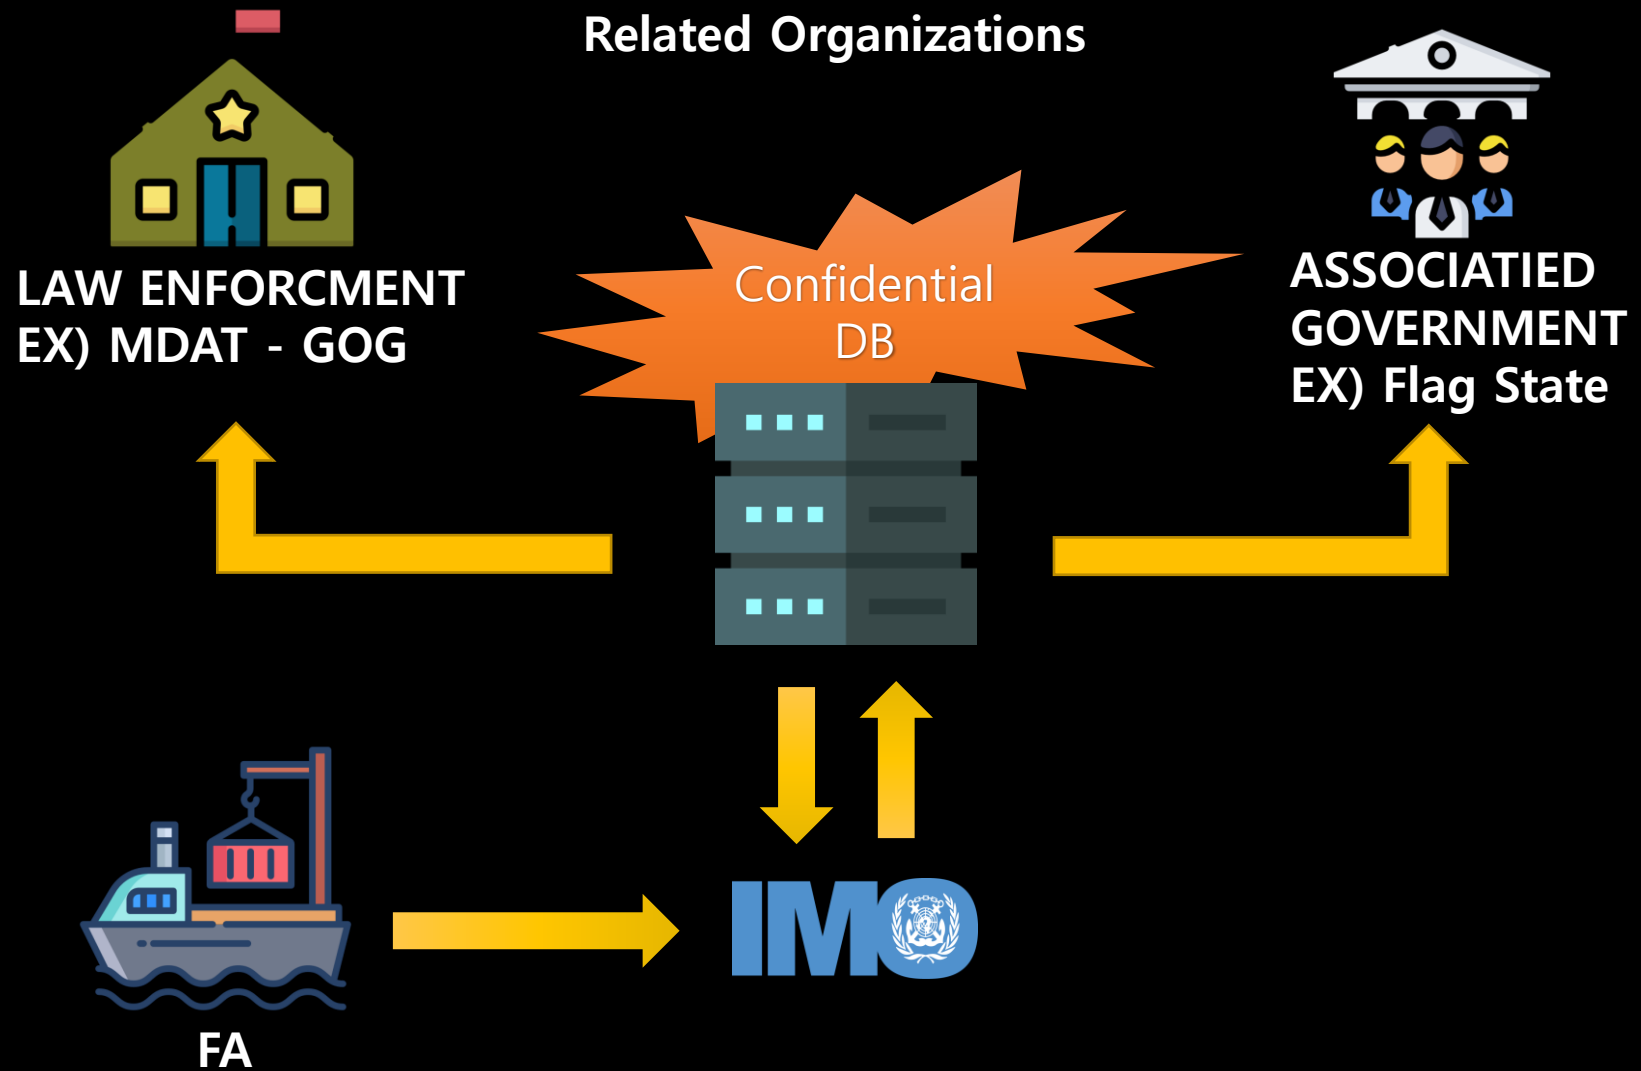 Related Organizations
LAW ENFORCMENT
EX) MDAT - GOG
Confidential
DB
ASSOCIATIED
GOVERNMENT
EX) Flag State
IMO
FA